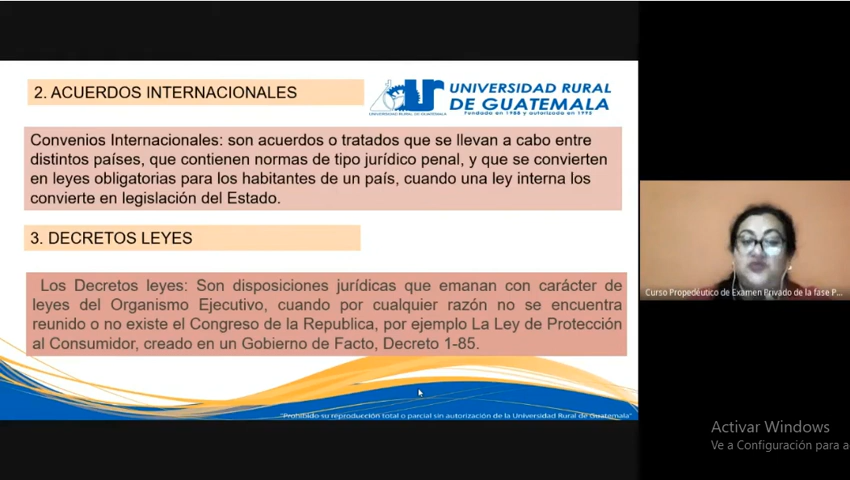 2. ACUERDOS INTERNACIONALES
UNIVERSIDAD RURAL
DE GUATEMALA
Fundada en 1988 y autorizada en 1995
UNIVERSIDAD RURAL DE GUATEMALA
Convenios Internacionales: son acuerdos o tratados que se llevan a cabo entre
distintos países, que contienen normas de tipo jurídico penal, y que se convierten
en leyes obligatorias para los habitantes de un país, cuando una ley interna los
convierte en legislación del Estado.
3. DECRETOS LEYES
Los Decretos leyes: Son disposiciones jurídicas que emanan con carácter de
leyes del Organismo Ejecutivo, cuando por cualquier razón no se encuentra
reunido o no existe el Congreso de la Republica, por ejemplo La Ley de Protección
al Consumidor, creado en un Gobierno de Facto, Decreto 1-85.
"Prohibido su reproducción total o parcial sin autorización de la Universidad Rural de Guatemala"
Curso Propedéutico de Examen Privado de la fase P...
Activar Windows
Ve a Configuración para a